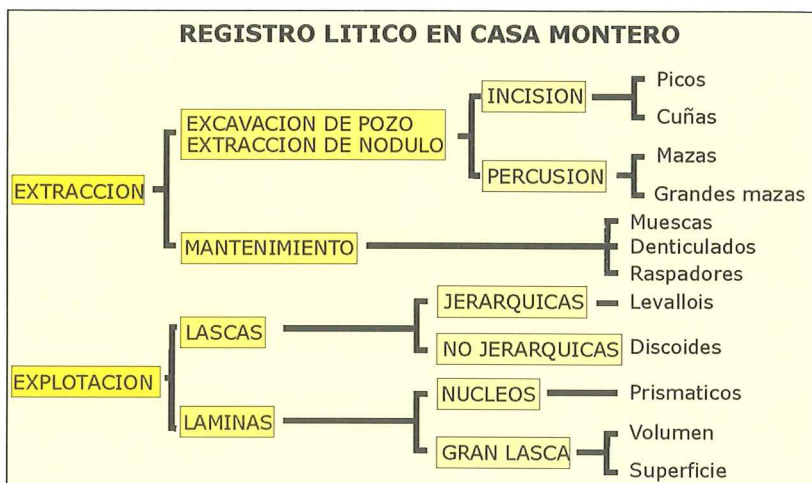 REGISTRO LITICO EN CASA MONTERO
EXTRACCION
EXCAVACION DE POZO
EXTRACCION DE NODULO
INCISION
Picos
Cuñas
PERCUSION
Mazas
Grandes mazas
MANTENIMIENTO
Muescas
Denticulados
Raspadores
EXPLOTACION
LASCAS
JERARQUICAS
Levallois
NO JERARQUICAS
Discoides
LAMINAS
NUCLEOS
Prismaticos
GRAN LASCA
Volumen
Superficie